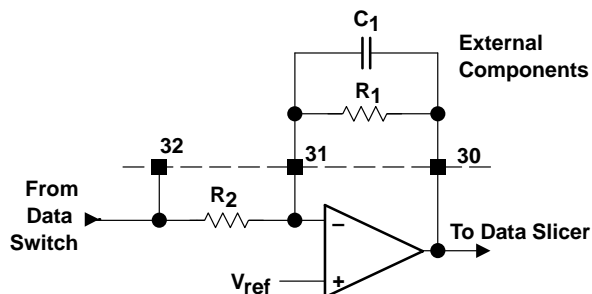 C1
External
Components
R1
32
31
30
From
Data
Switch
R2
−
To Data Slicer
Vref
+